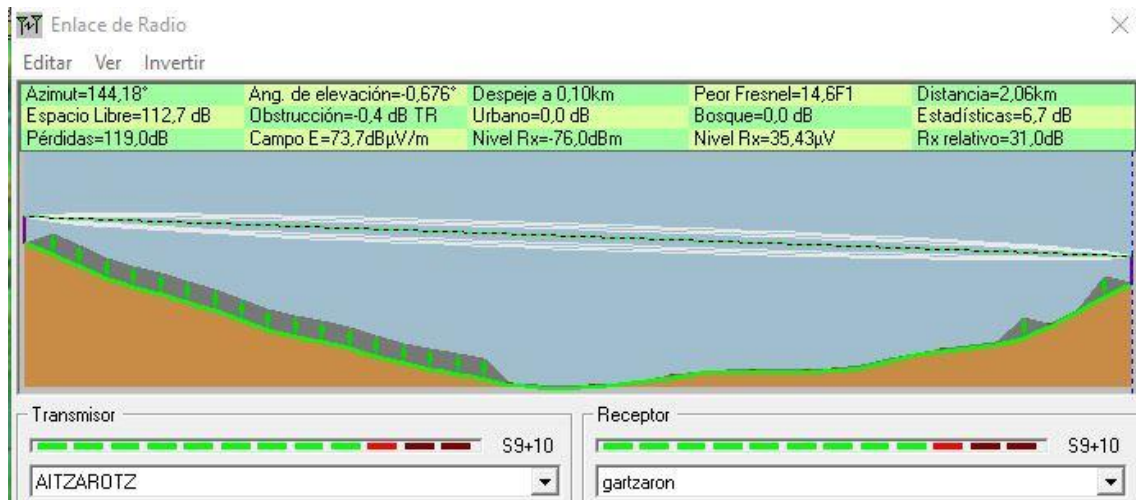 Enlace de Radio
Editar Ver Invertir
Azimut=144,18° Ang. de elevación=-0,676° Despeje a 0,10km Peor Fresnel=14,6F1 Distancia=2,06km
Espacio Libre=112,7 dB Obstrucción=-0,4 dB TR Urbano=0,0 dB Bosque=0,0 dB Estadísticas=6,7 dB
Pérdidas=119,0dB Campo E=73,7dBµV/m Nivel Rx=-76,0dBm Nivel Rx=35,43µV Rx relativo=31,0dB
Transmisor Receptor
S9+10 S9+10
AITZAROTZ gartzaron